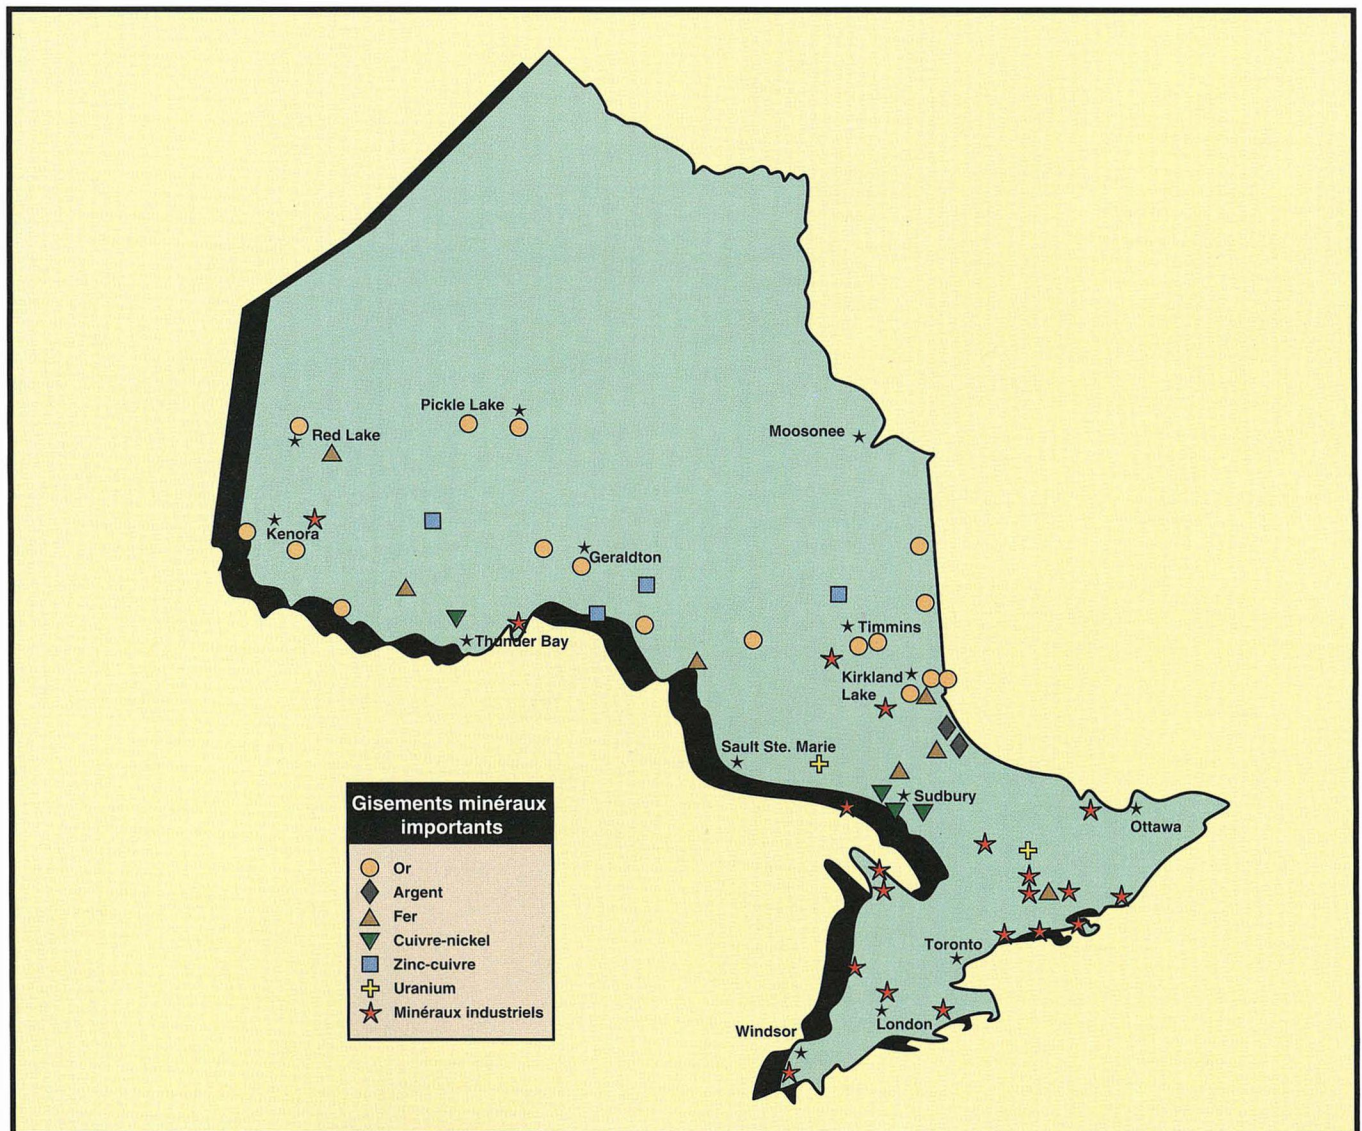 Pickle Lake
Red Lake
Moosonee
Kenora
Geraldton
Timmins
Thunder Bay
Kirkland
Lake
Sault Ste. Marie
Sudbury
Ottawa
Toronto
London
Windsor
Gisements minéraux
importants
Or
Argent
Fer
Cuivre-nickel
Zinc-cuivre
Uranium
Minéraux industriels